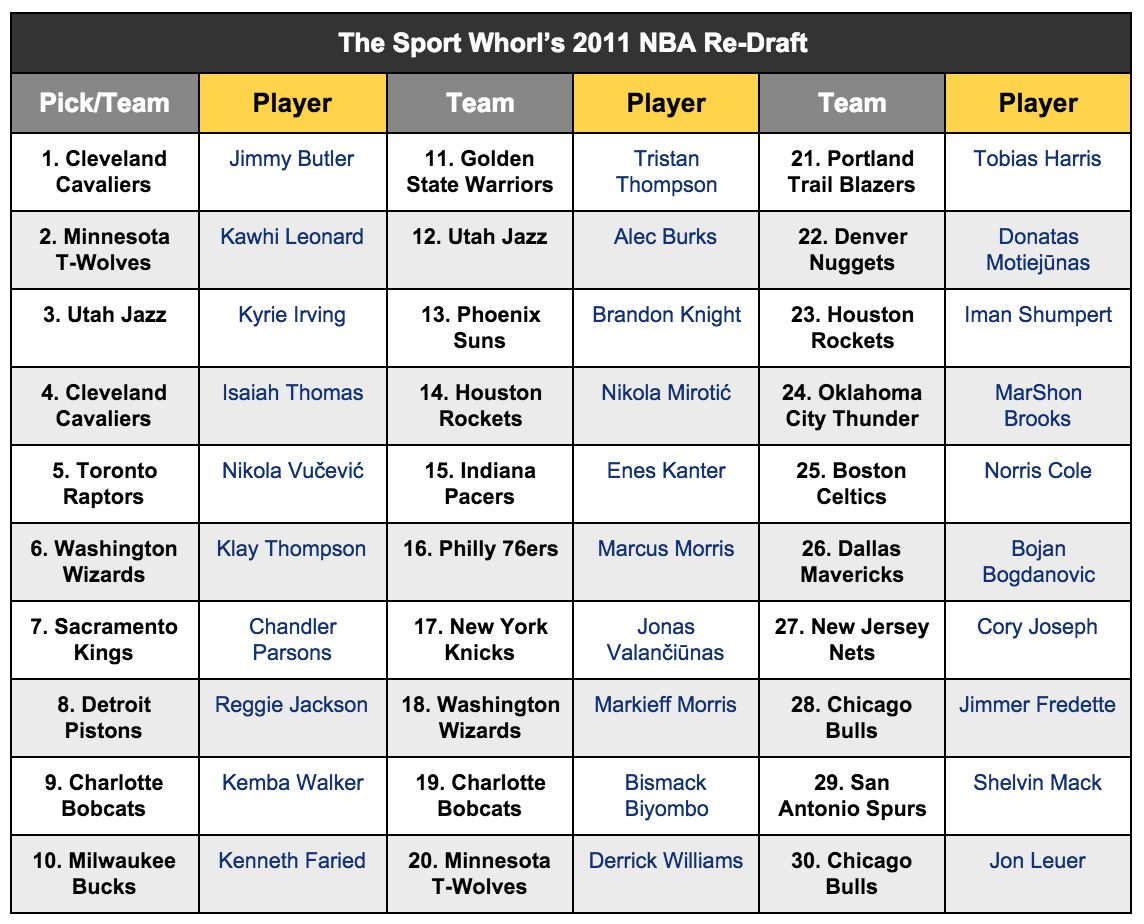 The Sport Whorl’s 2011 NBA Re-Draft
Pick/Team Player Team Player Team Player
1. Cleveland Cavaliers Jimmy Butler 11. Golden State Warriors Tristan Thompson 21. Portland Trail Blazers Tobias Harris
2. Minnesota T-Wolves Kawhi Leonard 12. Utah Jazz Alec Burks 22. Denver Nuggets Donatas Motiejūnas
3. Utah Jazz Kyrie Irving 13. Phoenix Suns Brandon Knight 23. Houston Rockets Iman Shumpert
4. Cleveland Cavaliers Isaiah Thomas 14. Houston Rockets Nikola Mirotić 24. Oklahoma City Thunder MarShon Brooks
5. Toronto Raptors Nikola Vučević 15. Indiana Pacers Enes Kanter 25. Boston Celtics Norris Cole
6. Washington Wizards Klay Thompson 16. Philly 76ers Marcus Morris 26. Dallas Mavericks Bojan Bogdanovic
7. Sacramento Kings Chandler Parsons 17. New York Knicks Jonas Valančiūnas 27. New Jersey Nets Cory Joseph
8. Detroit Pistons Reggie Jackson 18. Washington Wizards Markieff Morris 28. Chicago Bulls Jimmer Fredette
9. Charlotte Bobcats Kemba Walker 19. Charlotte Bobcats Bismack Biyombo 29. San Antonio Spurs Shelvin Mack
10. Milwaukee Bucks Kenneth Faried 20. Minnesota T-Wolves Derrick Williams 30. Chicago Bulls Jon Leuer